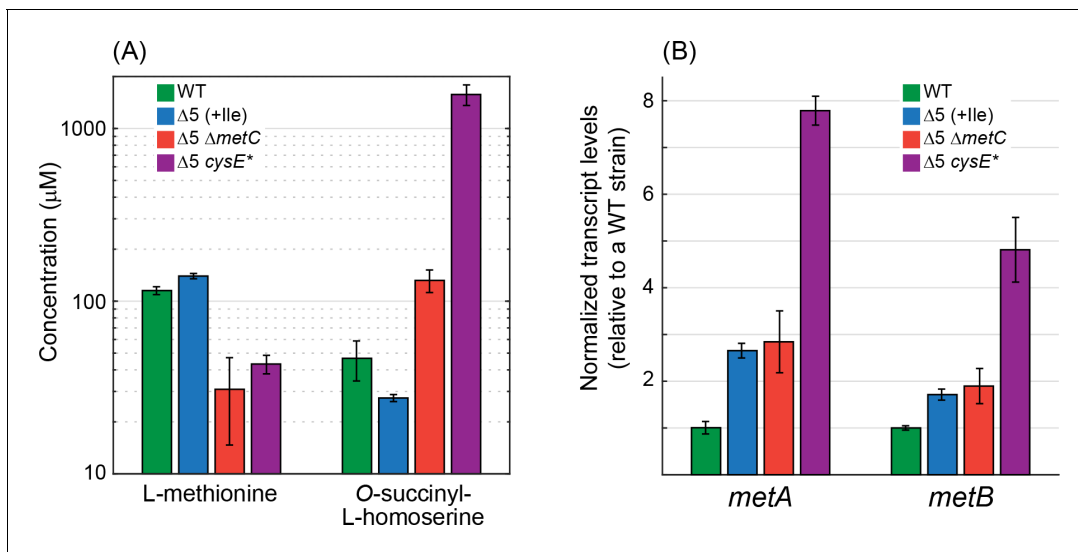 (A)
WT
Δ5 (+Ile)
Δ5 ΔmetC
Δ5 cysE*
Concentration (μM)
1000
100
10
L-methionine
O-succinyl-
L-homoserine
(B)
WT
Δ5 (+Ile)
Δ5 ΔmetC
Δ5 cysE*
Normalized transcript levels
(relative to a WT strain)
8
6
4
2
metA
metB